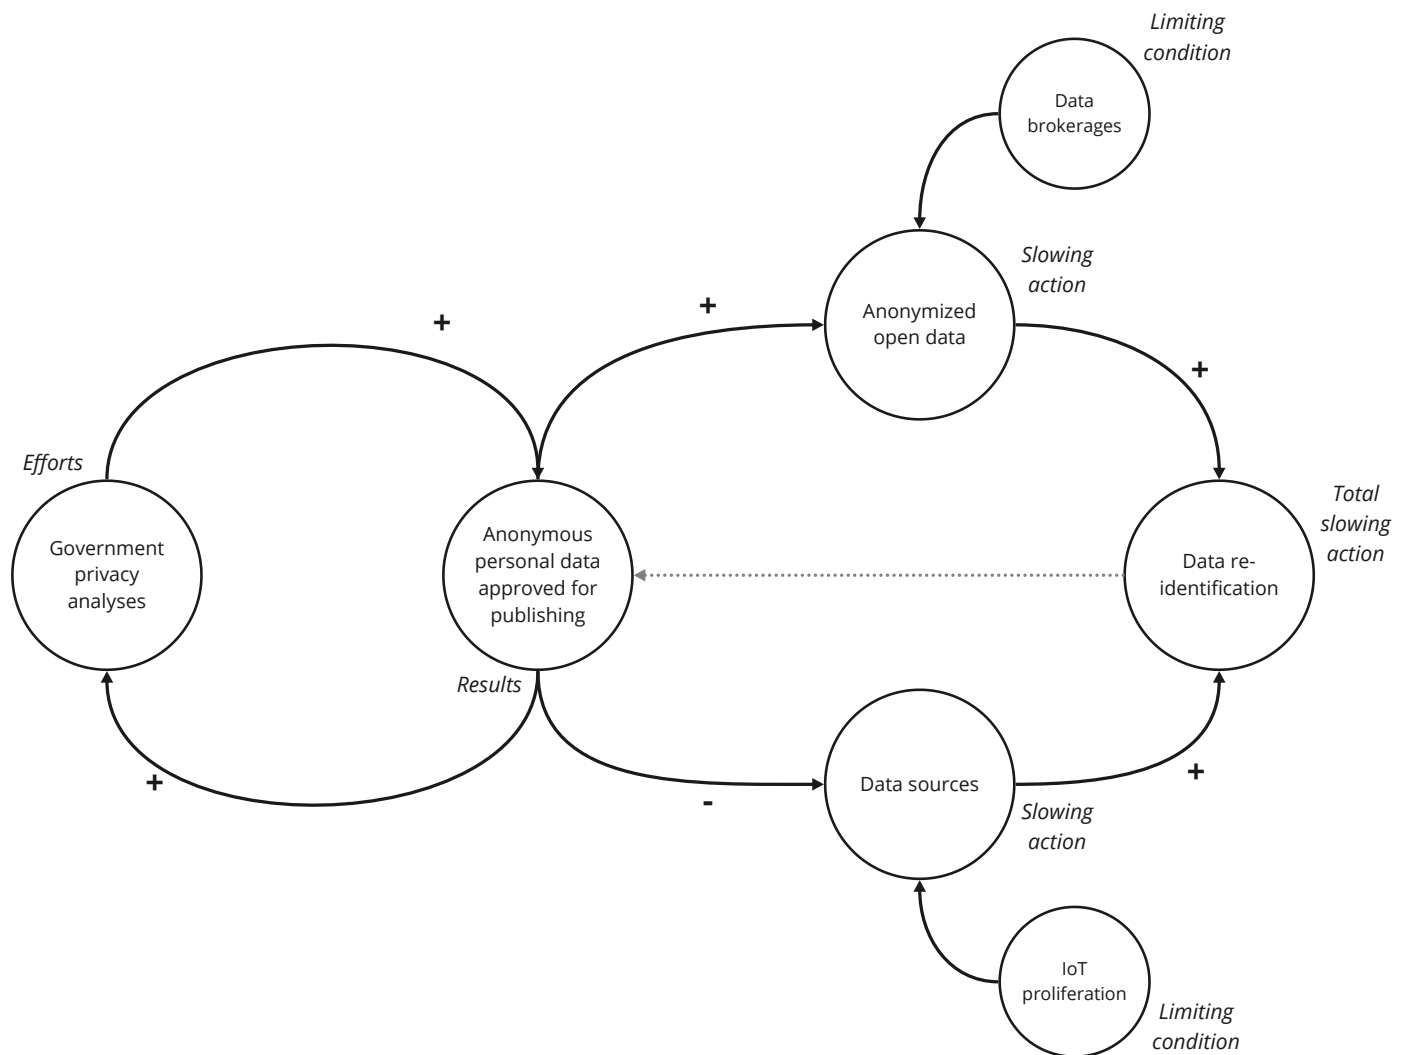 Limiting
condition
Data
brokerages
Slowing
action
Anonymized
open data
+
+
+
Efforts
Government
privacy
analyses
Anonymous
personal data
approved for
publishing
Results
Total
slowing
action
Data re-
identification
Data sources
Slowing
action
+
-
+
IoT
proliferation
Limiting
condition